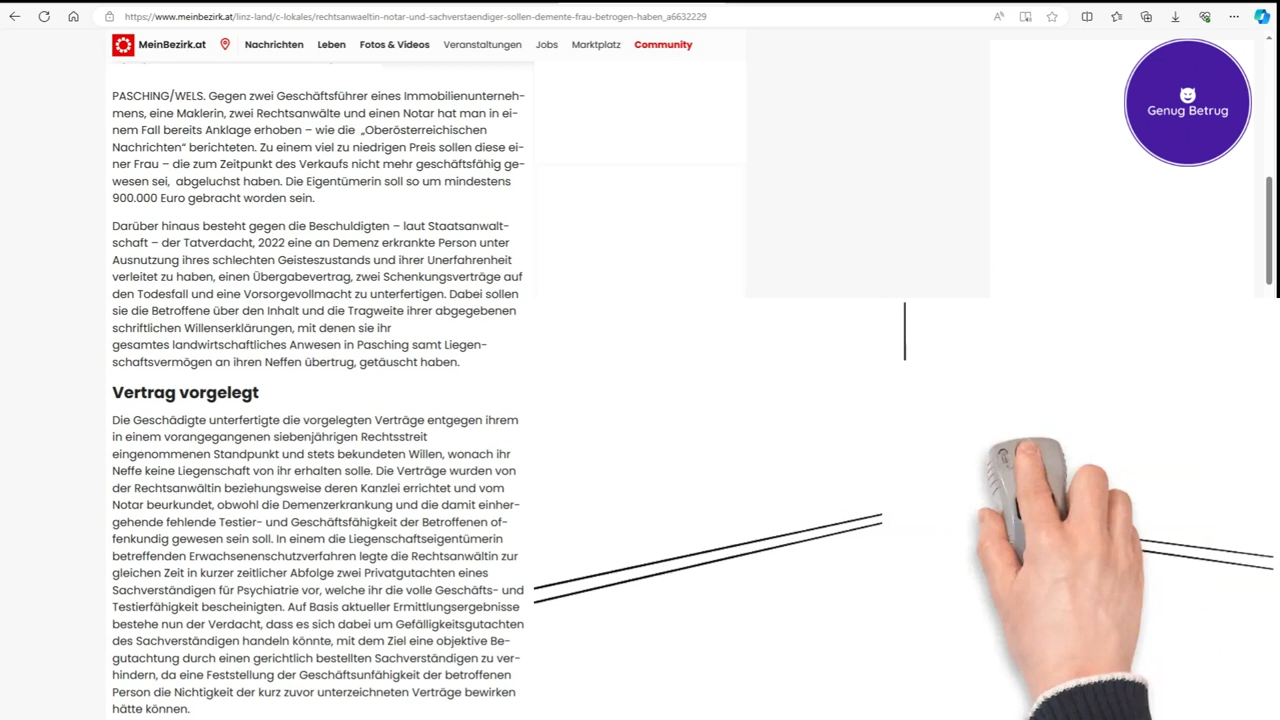 https://www.meinbezirk.at/linz-land/c-lokales/rechtsanwaeltin-notar-und-sachverstaendiger-sollen-demente-frau-betrogen-haben_a6632229
MeinBezirk.at Nachrichten Leben Fotos & Videos Veranstaltungen Jobs Marktplatz Community
Genug Betrug
PASCHING/WELS. Gegen zwei Geschäftsführer eines Immobilienunterneh-
mens, eine Maklerin, zwei Rechtsanwälte und einen Notar hat man in ei-
nem Fall bereits Anklage erhoben – wie die „Oberösterreichischen
Nachrichten“ berichteten. Zu einem viel zu niedrigen Preis sollen diese ei-
ner Frau – die zum Zeitpunkt des Verkaufs nicht mehr geschäftsfähig ge-
wesen sei, abgeluchst haben. Die Eigentümerin soll so um mindestens
900.000 Euro gebracht worden sein.
Darüber hinaus besteht gegen die Beschuldigten – laut Staatsanwalt-
schaft – der Tatverdacht, 2022 eine an Demenz erkrankte Person unter
Ausnutzung ihres schlechten Geisteszustands und ihrer Unerfahrenheit
verleitet zu haben, einen Übergabevertrag, zwei Schenkungsverträge auf
den Todesfall und eine Vorsorgevollmacht zu unterfertigen. Dabei sollen
sie die Betroffene über den Inhalt und die Tragweite ihrer abgegebenen
schriftlichen Willenserklärungen, mit denen sie ihr
gesamtes landwirtschaftliches Anwesen in Pasching samt Liegen-
schaftsvermögen an ihren Neffen übertrug, getäuscht haben.
Vertrag vorgelegt
Die Geschädigte unterfertigte die vorgelegten Verträge entgegen ihrem
in einem vorangegangenen siebenjährigen Rechtsstreit
eingenommenen Standpunkt und stets bekundeten Willen, wonach ihr
Neffe keine Liegenschaft von ihr erhalten solle. Die Verträge wurden von
der Rechtsanwältin beziehungsweise deren Kanzlei errichtet und vom
Notar beurkundet, obwohl die Demenzerkrankung und die damit einher-
gehende fehlende Testier- und Geschäftsfähigkeit der Betroffenen of-
fenkundig gewesen sein soll. In einem die Liegenschaftseigentümerin
betreffenden Erwachsenenschutzverfahren legte die Rechtsanwältin zur
gleichen Zeit in kurzer zeitlicher Abfolge zwei Privatgutachten eines
Sachverständigen für Psychiatrie vor, welche ihr die volle Geschäfts- und
Testierfähigkeit bescheinigten. Auf Basis aktueller Ermittlungsergebnisse
bestehe nun der Verdacht, dass es sich dabei um Gefälligkeitsgutachten
des Sachverständigen handeln könnte, mit dem Ziel eine objektive Be-
gutachtung durch einen gerichtlich bestellten Sachverständigen zu ver-
hindern, da eine Feststellung der Geschäftsunfähigkeit der betroffenen
Person die Nichtigkeit der kurz zuvor unterzeichneten Verträge bewirken
hätte können.